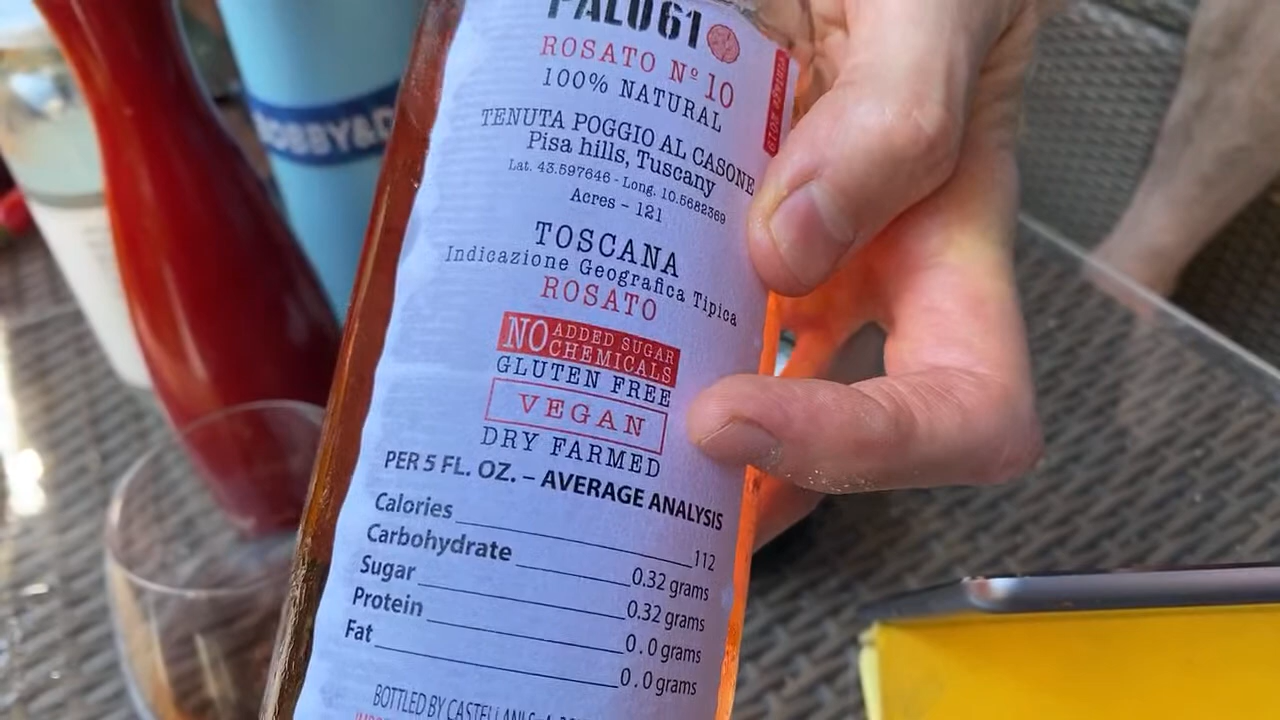 PALO61
ROSATO Nº 10
100% NATURAL
vintage 2019
TENUTA POGGIO AL CASONE
Pisa hills, Tuscany
Lat. 43.597646 - Long. 10.5682369
Acres - 121
TOSCANA
Indicazione Geografica Tipica
ROSATO
NO ADDED SUGAR
CHEMICALS
GLUTEN FREE
VEGAN
DRY FARMED
PER 5 FL. OZ. – AVERAGE ANALYSIS
Calories 112
Carbohydrate 0.32 grams
Sugar 0.32 grams
Protein 0.0 grams
Fat 0.0 grams
BOTTLED BY CASTELLANI